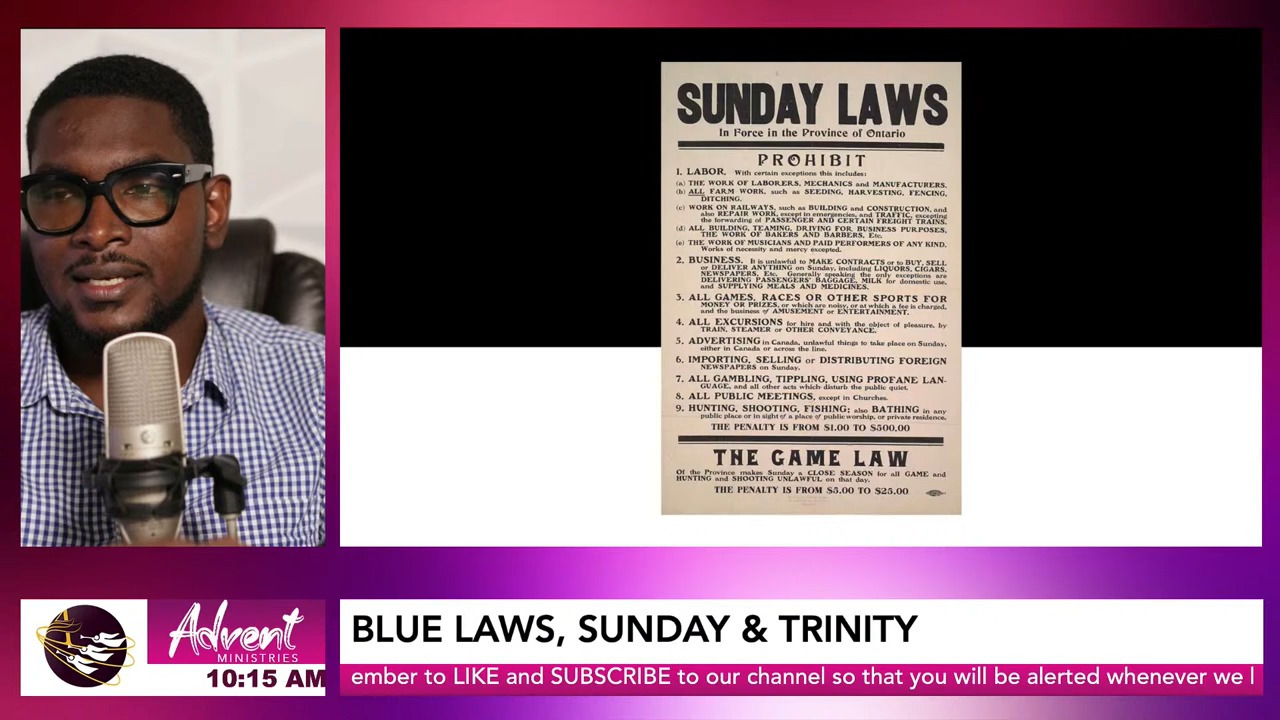 SUNDAY LAWS
In Force in the Province of Ontario
PROHIBIT
1. LABOR. With certain exceptions this includes:
(a) THE WORK OF LABORERS, MECHANICS and MANUFACTURERS.
(b) ALL FARM WORK, such as SEEDING, HARVESTING, FENCING,
DITCHING.
(c) WORK ON RAILWAYS, such as BUILDING and CONSTRUCTION, and
also REPAIR WORK, except in emergencies, and TRAFFIC, excepting
the forwarding of PASSENGER AND CERTAIN FREIGHT TRAINS.
(d) ALL BUILDING, TEAMING, DRIVING FOR BUSINESS PURPOSES,
THE WORK OF BAKERS AND BARBERS, Etc.
(e) THE WORK OF MUSICIANS AND PAID PERFORMERS OF ANY KIND.
Works of necessity and mercy excepted.
2. BUSINESS. It is unlawful to MAKE CONTRACTS or to BUY, SELL
or DELIVER ANYTHING on Sunday, including LIQUORS, CIGARS,
NEWSPAPERS, Etc. Generally speaking the only exceptions are
DELIVERING PASSENGERS' BAGGAGE, MILK for domestic use,
and SUPPLYING MEALS AND MEDICINES.
3. ALL GAMES, RACES OR OTHER SPORTS FOR
MONEY OR PRIZES, or which are noisy, or at which a fee is charged,
and the business of AMUSEMENT or ENTERTAINMENT.
4. ALL EXCURSIONS for hire and with the object of pleasure, by
TRAIN, STEAMER or OTHER CONVEYANCE.
5. ADVERTISING in Canada, unlawful things to take place on Sunday,
either in Canada or across the line.
6. IMPORTING, SELLING or DISTRIBUTING FOREIGN
NEWSPAPERS on Sunday.
7. ALL GAMBLING, TIPPLING, USING PROFANE LAN-
GUAGE, and all other acts which disturb the public quiet.
8. ALL PUBLIC MEETINGS, except in Churches.
9. HUNTING, SHOOTING, FISHING; also BATHING in any
public place or in sight of a place of public worship, or private residence.
THE PENALTY IS FROM $1.00 TO $500.00
THE GAME LAW
Of the Province makes Sunday a CLOSE SEASON for all GAME and
HUNTING and SHOOTING UNLAWFUL on that day.
THE PENALTY IS FROM $5.00 TO $25.00
Advent
MINISTRIES
10:15 AM
BLUE LAWS, SUNDAY & TRINITY
ember to LIKE and SUBSCRIBE to our channel so that you will be alerted whenever we l